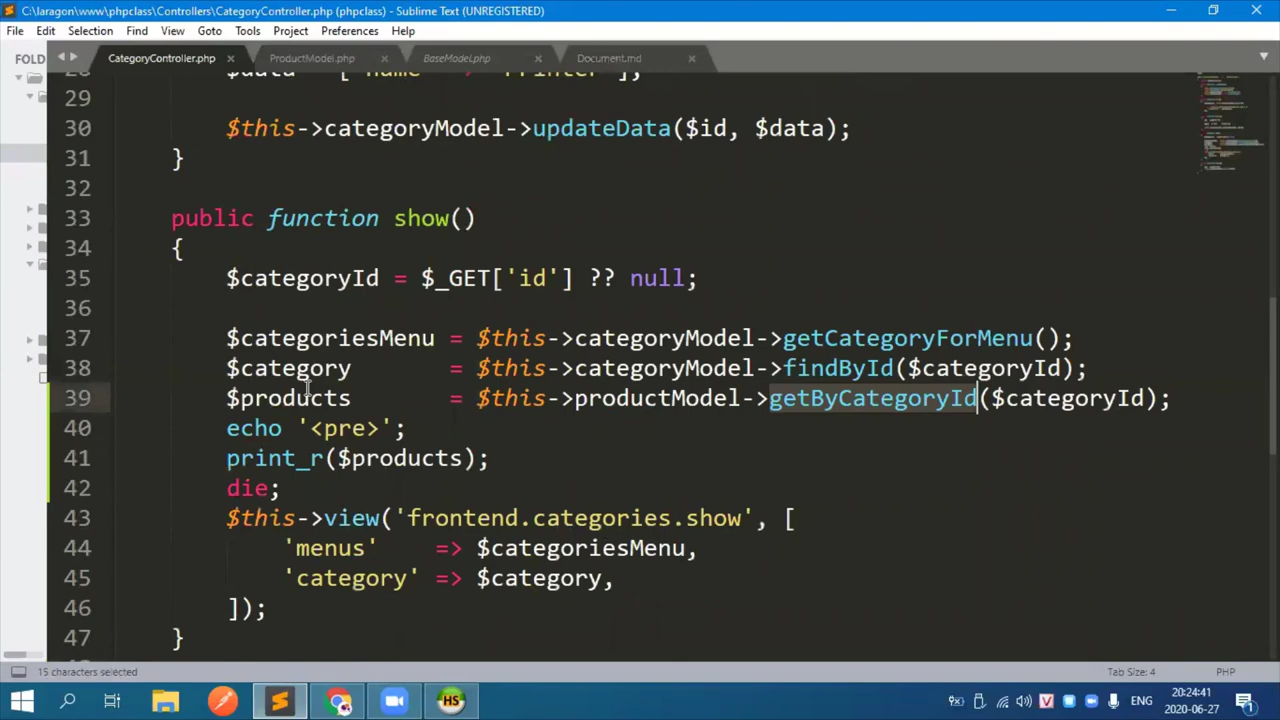 C:\laragon\www\phpclass\Controllers\CategoryController.php (phpclass) - Sublime Text (UNREGISTERED)
File Edit Selection Find View Goto Tools Project Preferences Help
FOLD CategoryController.php ProductModel.php BaseModel.php Document.md
29
30 $this->categoryModel->updateData($id, $data);
31 }
32
33 public function show()
34 {
35 $categoryId = $_GET['id'] ?? null;
36
37 $categoriesMenu = $this->categoryModel->getCategoryForMenu();
38 $category = $this->categoryModel->findById($categoryId);
39 $products = $this->productModel->getByCategoryId($categoryId);
40 echo '<pre>';
41 print_r($products);
42 die;
43 $this->view('frontend.categories.show', [
44 'menus' => $categoriesMenu,
45 'category' => $category,
46 ]);
47 }
15 characters selected Tab Size: 4 PHP
HS ENG 20:24:41
2020-06-27